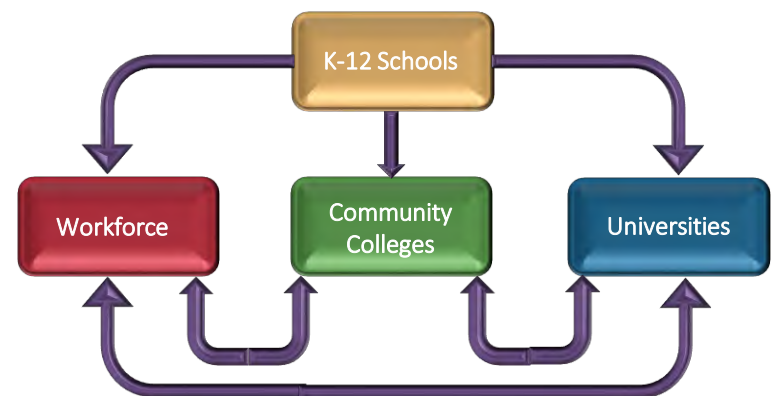 K-12 Schools
Workforce
Community
Colleges
Universities